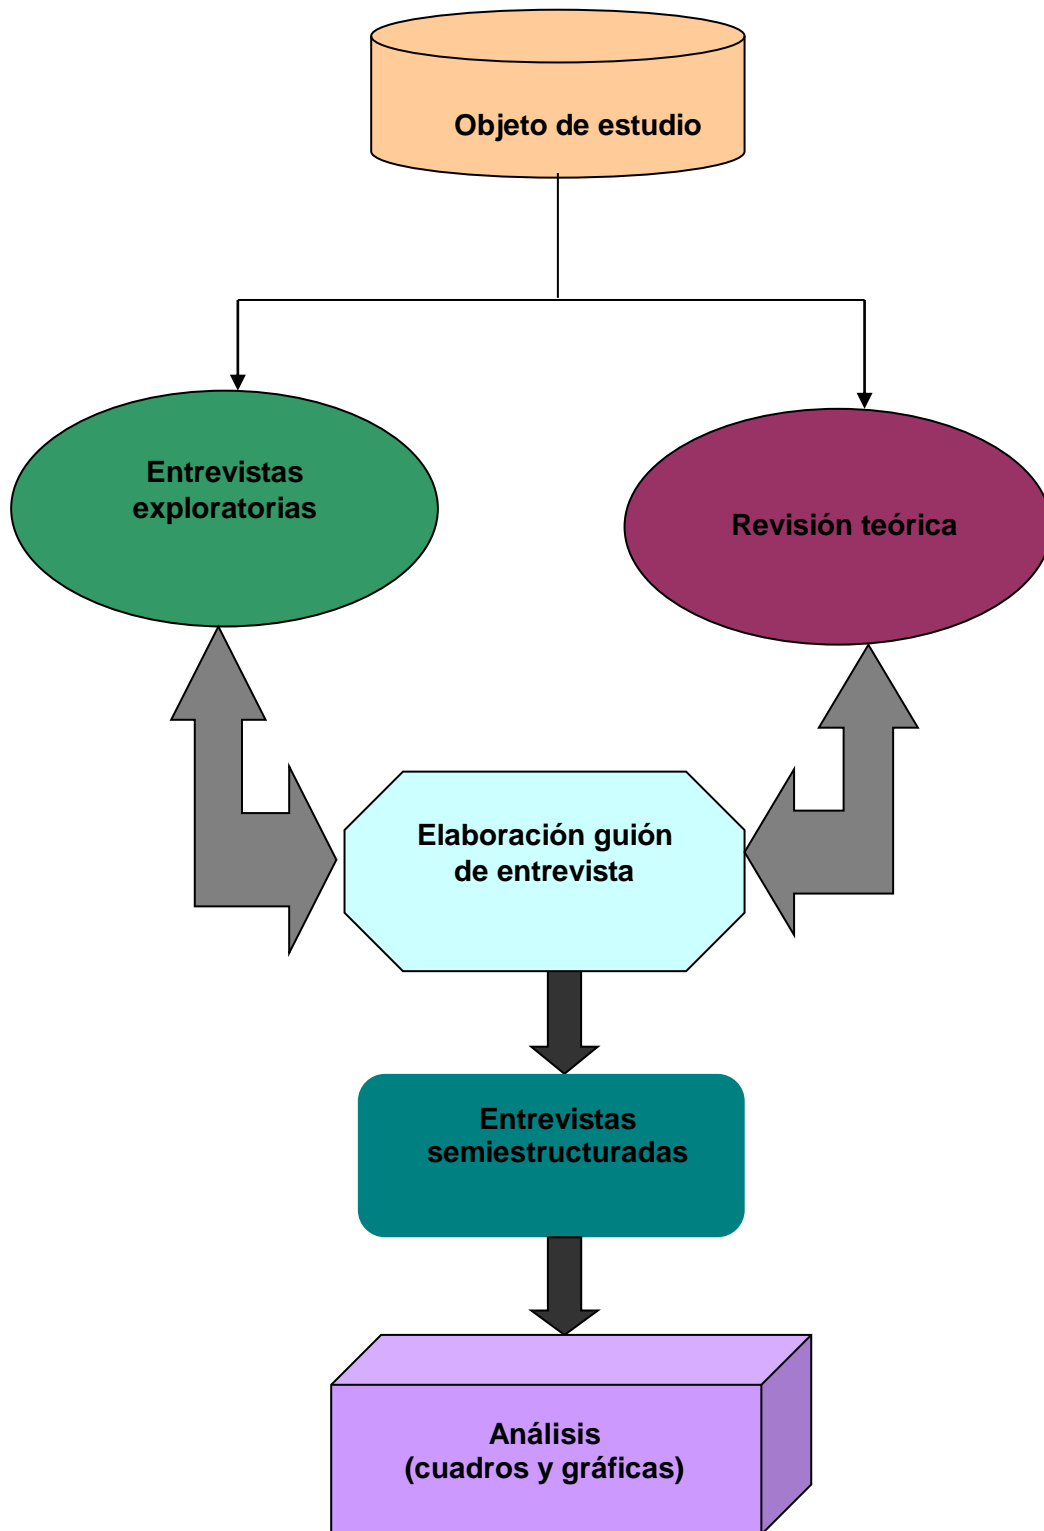 Objeto de estudio
Entrevistas
exploratorias
Revisión teórica
Elaboración guión
de entrevista
Entrevistas
semiestructuradas
Análisis
(cuadros y gráficas)